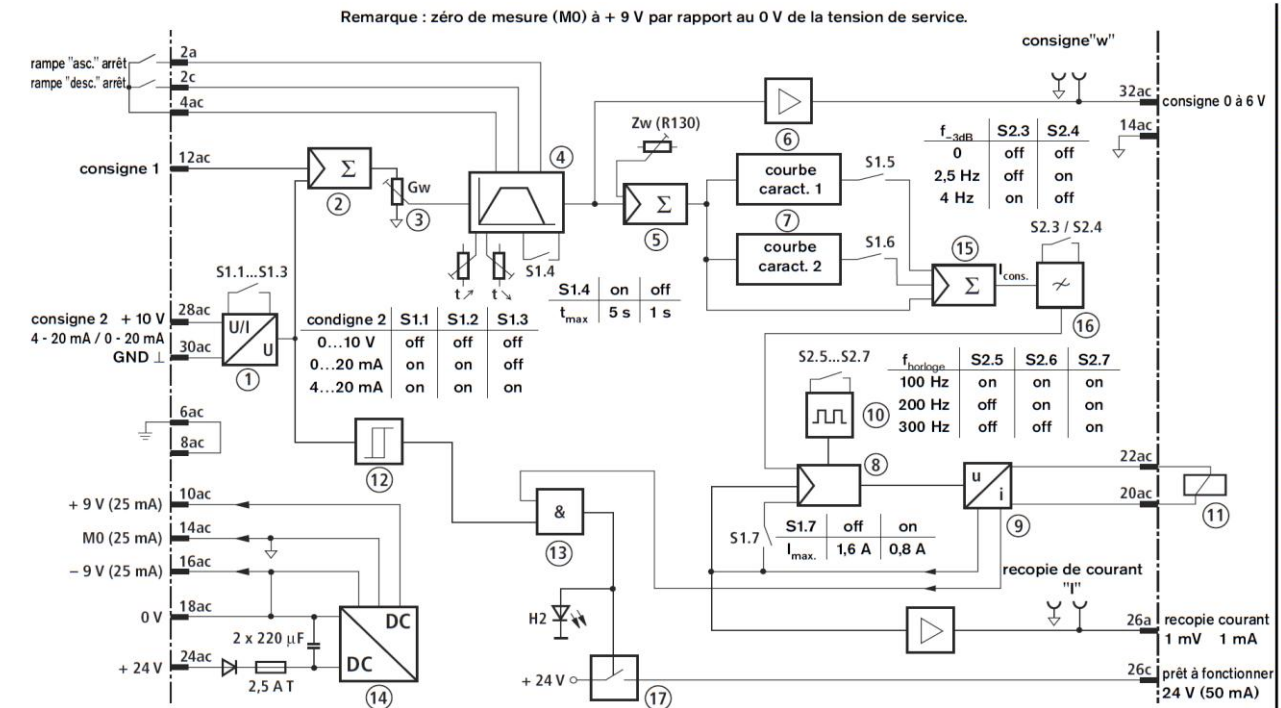 Remarque : zéro de mesure (M0) à + 9 V par rapport au 0 V de la tension de service.
consigne"w"
rampe "asc." arrêt
2a
rampe "desc." arrêt
2c
4ac
32ac
consigne 0 à 6 V
14ac
6
Zw (R130)
4
consigne 1
12ac
Σ
2
Gw
3
S1.4
t
t
Σ
5
courbe
caract. 1
S1.5
7
courbe
caract. 2
S1.6
f-3dB S2.3 S2.4
0 off off
2,5 Hz off on
4 Hz on off
S2.3 / S2.4
15
Σ
Icons.
16
S1.4 on off
tmax 5 s 1 s
S1.1...S1.3
consigne 2 + 10 V
4 - 20 mA / 0 - 20 mA
GND ⊥
28ac
30ac
U/I
U
1
condigne 2 S1.1 S1.2 S1.3
0...10 V off off off
0...20 mA on on off
4...20 mA on on on
S2.5...S2.7
10
fhorloge S2.5 S2.6 S2.7
100 Hz on on on
200 Hz off on on
300 Hz off off on
6ac
8ac
12
8
u
i
9
22ac
20ac
11
&
13
S1.7
S1.7 off on
Imax. 1,6 A 0,8 A
+ 9 V (25 mA)
10ac
M0 (25 mA)
14ac
− 9 V (25 mA)
16ac
0 V
18ac
2 x 220 µF
+ 24 V
24ac
2,5 A T
DC
DC
14
H2
recopie de courant
"I"
26a
recopie courant
1 mV 1 mA
+ 24 V
17
26c
prêt à fonctionner
24 V (50 mA)